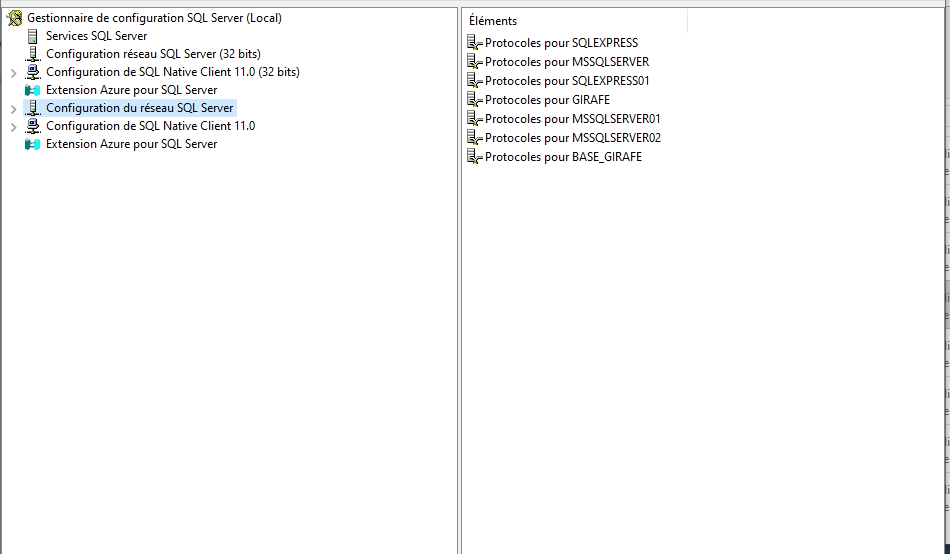 Gestionnaire de configuration SQL Server (Local)
Services SQL Server
Configuration réseau SQL Server (32 bits)
Configuration de SQL Native Client 11.0 (32 bits)
Extension Azure pour SQL Server
Configuration du réseau SQL Server
Configuration de SQL Native Client 11.0
Extension Azure pour SQL Server
Éléments
Protocoles pour SQLEXPRESS
Protocoles pour MSSQLSERVER
Protocoles pour SQLEXPRESS01
Protocoles pour GIRAFE
Protocoles pour MSSQLSERVER01
Protocoles pour MSSQLSERVER02
Protocoles pour BASE_GIRAFE